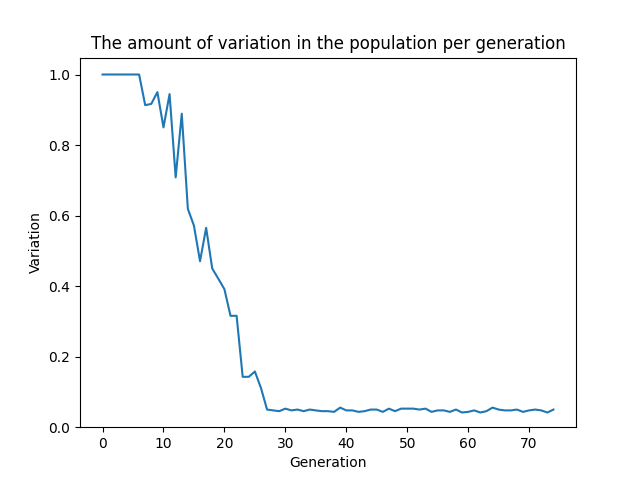 The amount of variation in the population per generation
1.0
0.8
0.6
0.4
0.2
0.0
Variation
0 10 20 30 40 50 60 70
Generation